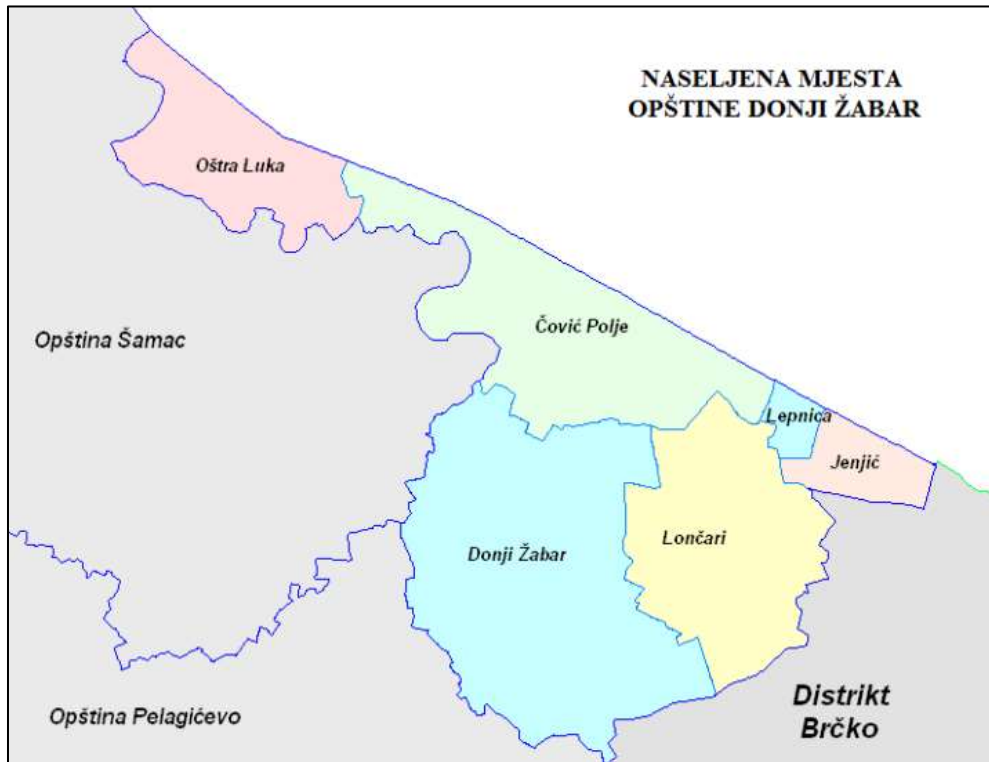 NASELJENA MJESTA
OPŠTINE DONJI ŽABAR
Oštra Luka
Čović Polje
Opština Šamac
Lepnica
Jenjić
Lončari
Donji Žabar
Opština Pelagićevo
Distrikt
Brčko